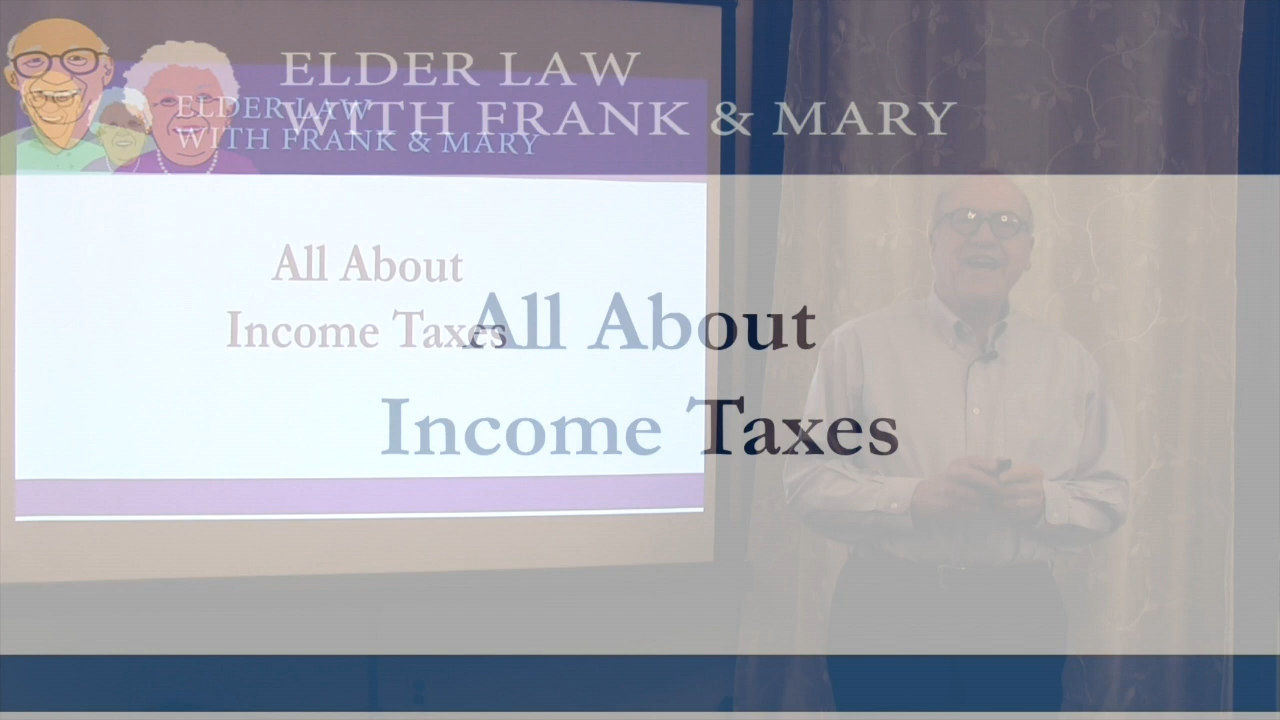 ELDER LAW
WITH FRANK & MARY
ELDER LAW
WITH FRANK & MARY
All About
Income Taxes
All About
Income Taxes